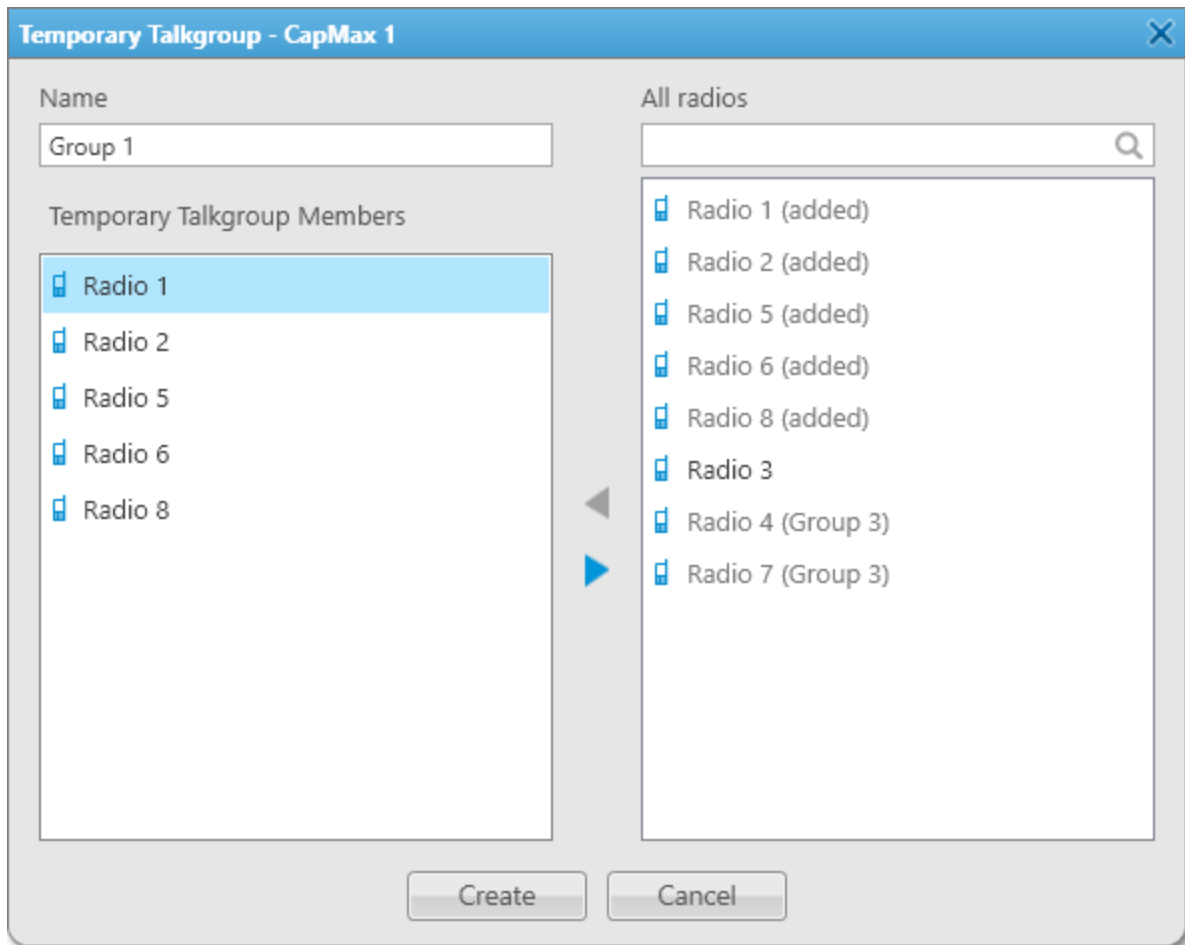 Temporary Talkgroup - CapMax 1
Name
Group 1
Temporary Talkgroup Members
Radio 1
Radio 2
Radio 5
Radio 6
Radio 8
All radios
Radio 1 (added)
Radio 2 (added)
Radio 5 (added)
Radio 6 (added)
Radio 8 (added)
Radio 3
Radio 4 (Group 3)
Radio 7 (Group 3)
Create
Cancel